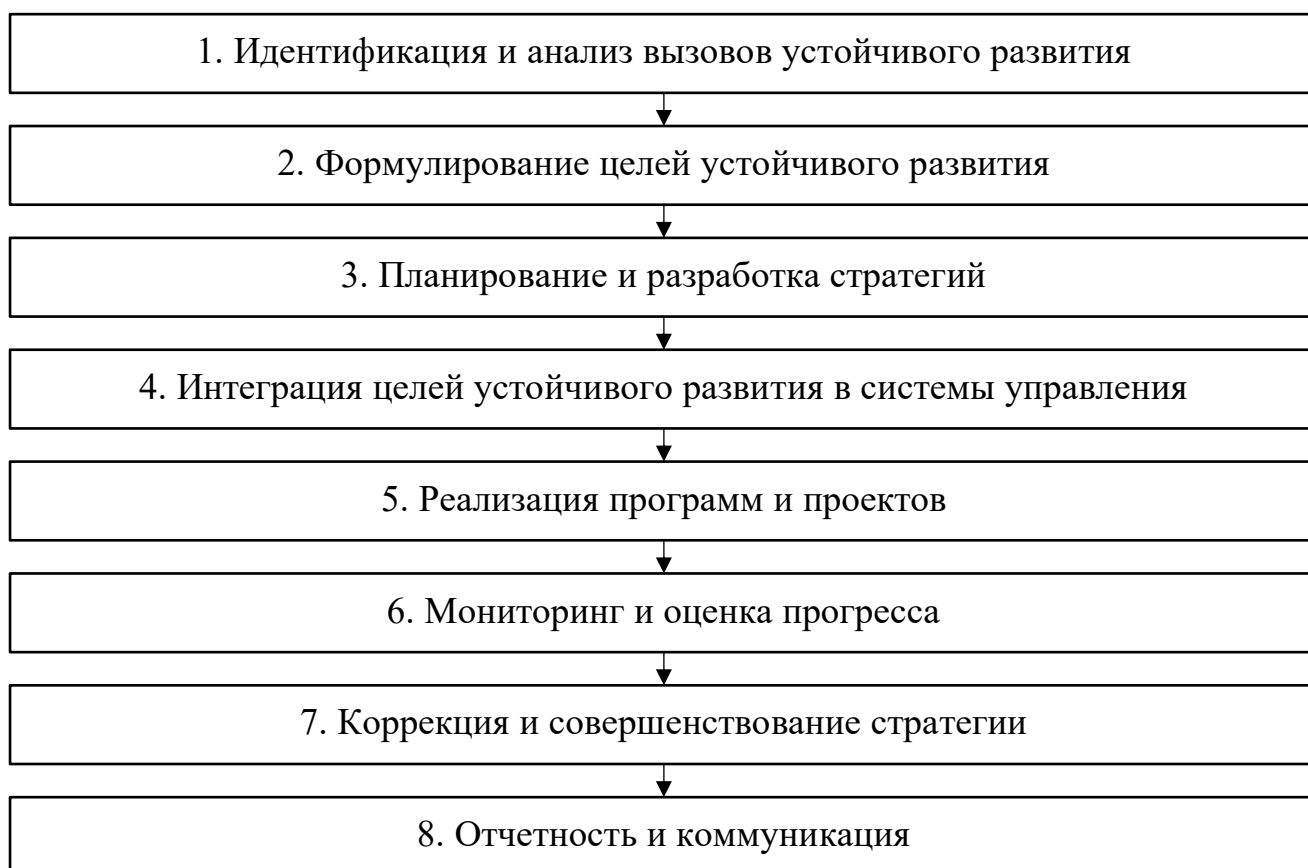 1. Идентификация и анализ вызовов устойчивого развития
2. Формулирование целей устойчивого развития
3. Планирование и разработка стратегий
4. Интеграция целей устойчивого развития в системы управления
5. Реализация программ и проектов
6. Мониторинг и оценка прогресса
7. Коррекция и совершенствование стратегии
8. Отчетность и коммуникация